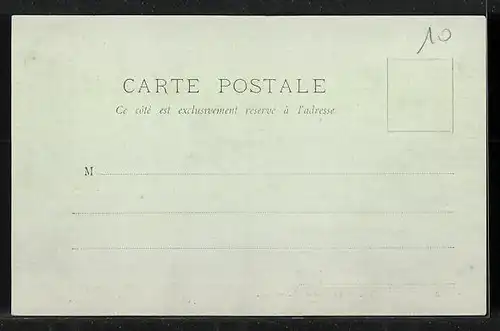 10
CARTE POSTALE
Ce côté est exclusivement réservé à l'adresse
M